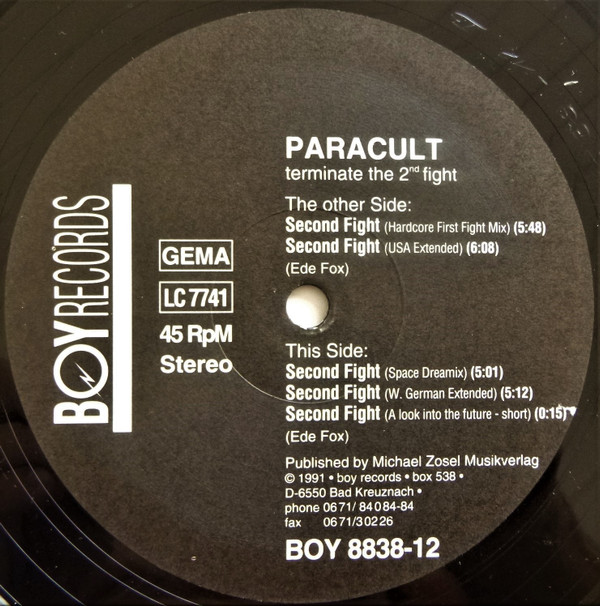 BOY RECORDS
GEMA
LC 7741
45 RpM
Stereo
PARACULT
terminate the 2nd fight
The other Side:
Second Fight (Hardcore First Fight Mix) (5:48)
Second Fight (USA Extended) (6:08)
(Ede Fox)
This Side:
Second Fight (Space Dreamix) (5:01)
Second Fight (W. German Extended) (5:12)
Second Fight (A look into the future - short) (0:15)
(Ede Fox)
Published by Michael Zosel Musikverlag
© 1991 • boy records • box 538 •
D-6550 Bad Kreuznach •
phone 0671/ 84084-84
fax 0671/30226
BOY 8838-12